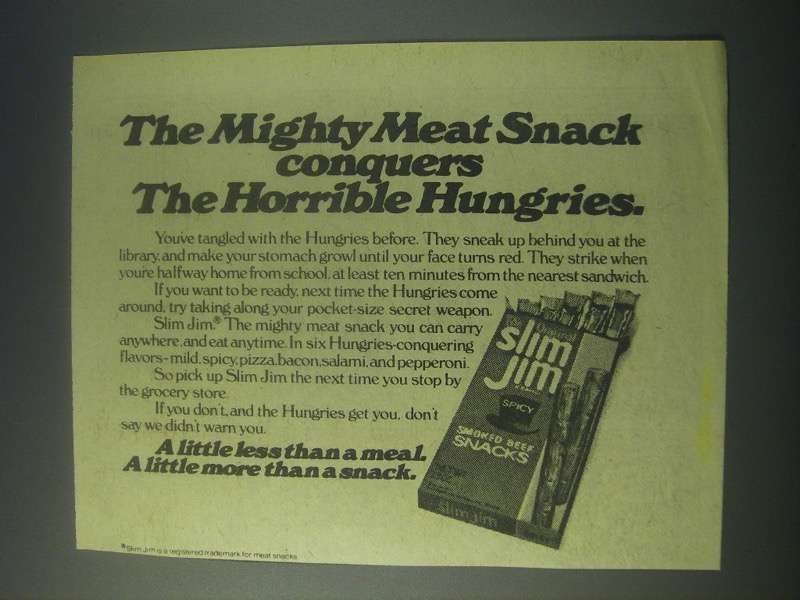 The Mighty Meat Snack
conquers
The Horrible Hungries.
You've tangled with the Hungries before. They sneak up behind you at the
library, and make your stomach growl until your face turns red. They strike when
you're halfway home from school, at least ten minutes from the nearest sandwich.
If you want to be ready, next time the Hungries come
around, try taking along your pocket-size secret weapon.
Slim Jim.® The mighty meat snack you can carry
anywhere, and eat anytime. In six Hungries-conquering
flavors-mild, spicy, pizza, bacon, salami, and pepperoni.
So pick up Slim Jim the next time you stop by
the grocery store.
If you don't, and the Hungries get you, don't
say we didn't warn you.
A little less than a meal.
A little more than a snack.
Original
slim
jim
SPICY
SMOKED BEEF
SNACKS
slim jim
®Slim Jim is a registered trademark for meat snacks